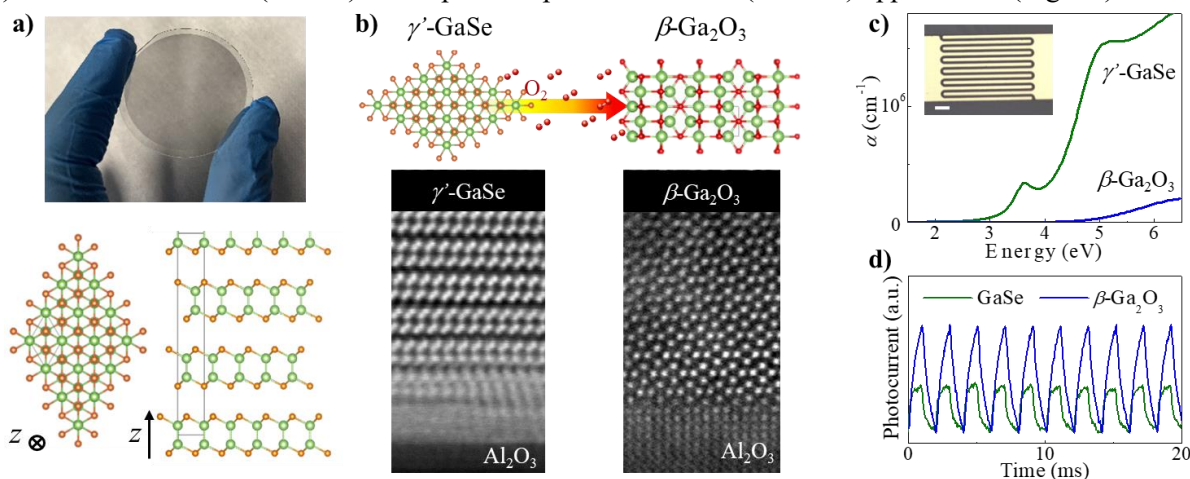 a)
z ⊗
z
b)
γ’-GaSe
β-Ga₂O₃
O₂
γ’-GaSe
β-Ga₂O₃
Al₂O₃
Al₂O₃
c)
α (cm⁻¹)
10⁶
0
γ’-GaSe
β-Ga₂O₃
2 3 4 5 6
Energy (eV)
d)
Photocurrent (a.u.)
GaSe β-Ga₂O₃
0 10 20
Time (ms)